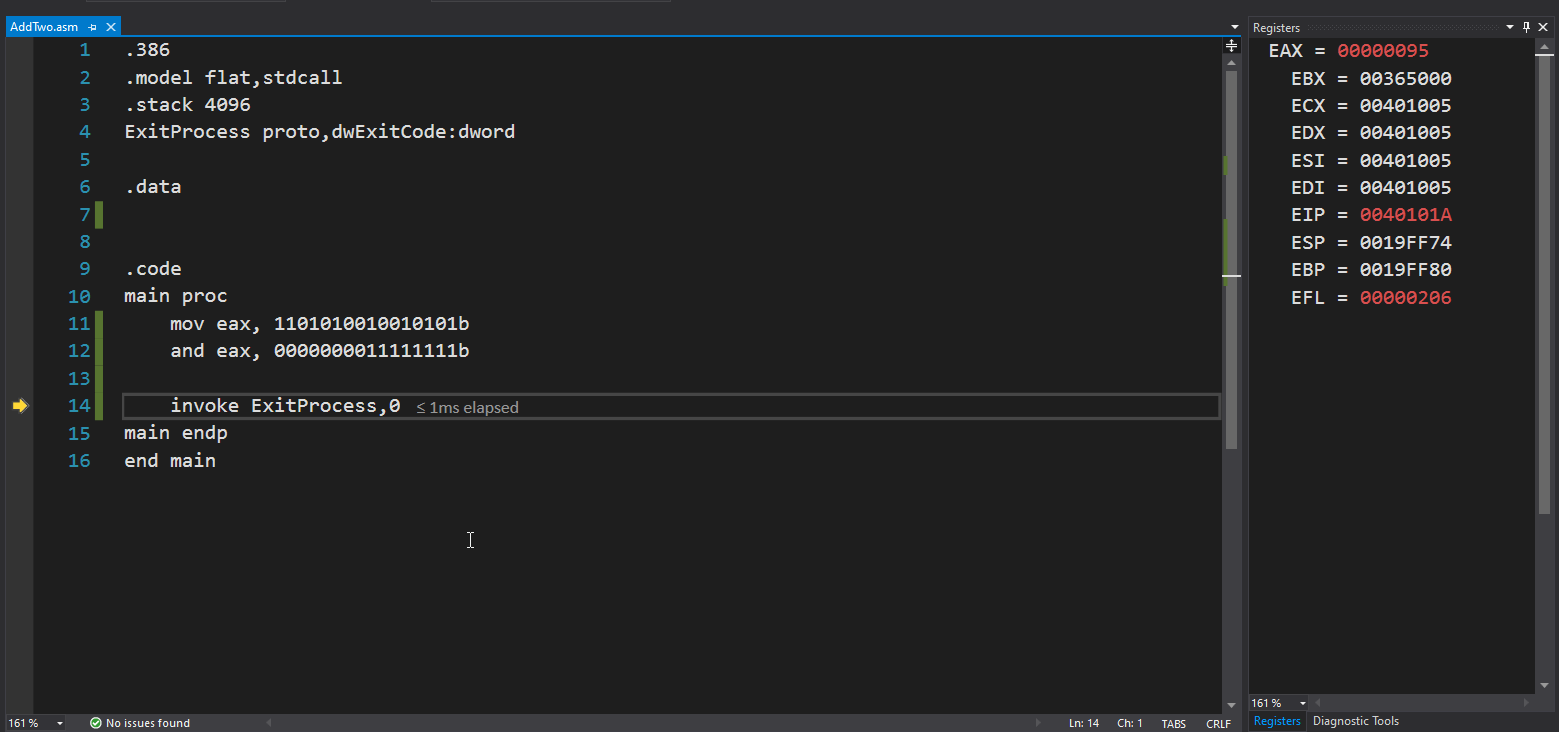 AddTwo.asm
1 .386
2 .model flat,stdcall
3 .stack 4096
4 ExitProcess proto,dwExitCode:dword
5
6 .data
7
8
9 .code
10 main proc
11 mov eax, 1101010010010101b
12 and eax, 0000000011111111b
13
14 invoke ExitProcess,0 ≤ 1ms elapsed
15 main endp
16 end main
161 % No issues found Ln: 14 Ch: 1 TABS CRLF
Registers
EAX = 00000095
EBX = 00365000
ECX = 00401005
EDX = 00401005
ESI = 00401005
EDI = 00401005
EIP = 0040101A
ESP = 0019FF74
EBP = 0019FF80
EFL = 00000206
161 %
Registers Diagnostic Tools